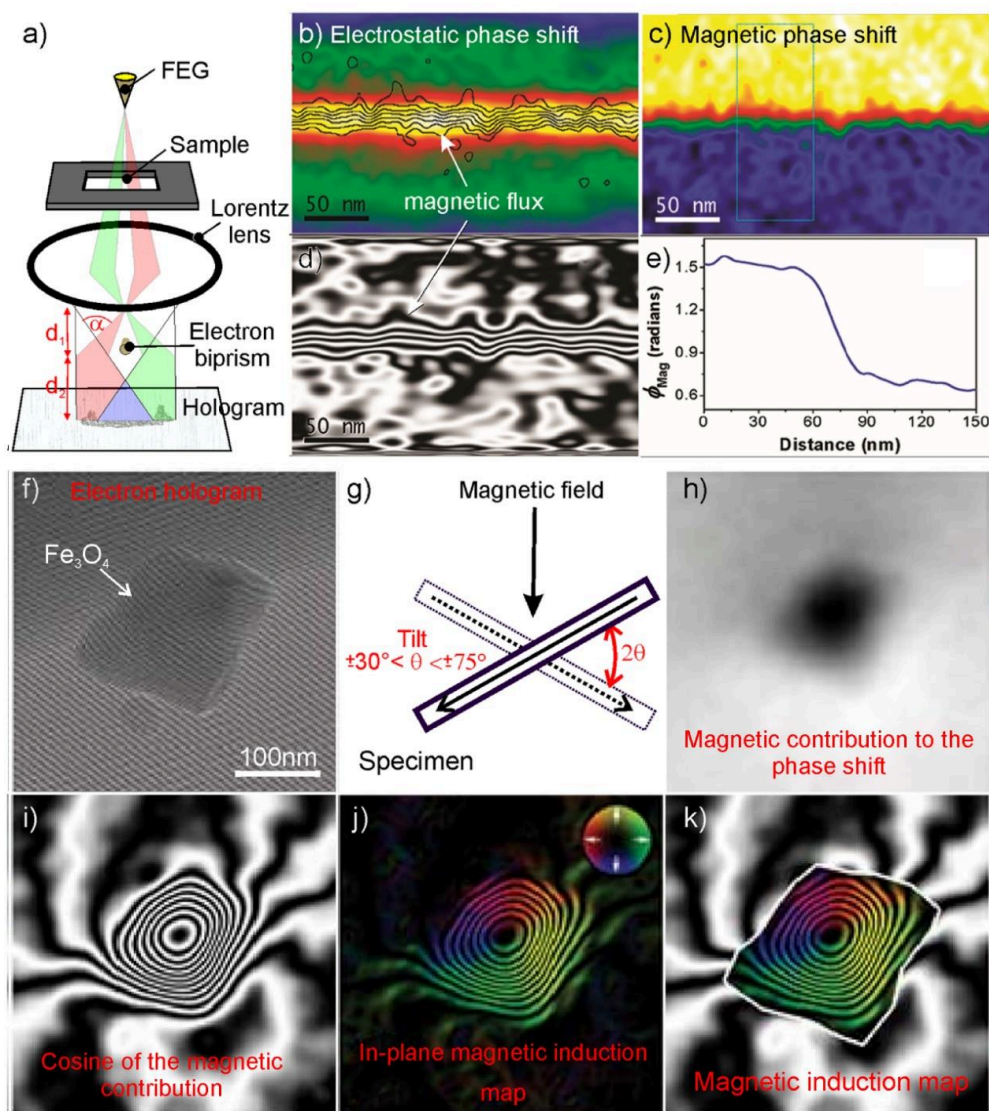 a)
FEG
Sample
Lorentz
lens
α
d₁
d₂
Electron
biprism
Hologram
b) Electrostatic phase shift
magnetic flux
50 nm
c) Magnetic phase shift
50 nm
d)
50 nm
e)
ϕMag (radians)
1.5
1.2
0.9
0.6
0 30 60 90 120 150
Distance (nm)
f)
Electron hologram
Fe₃O₄
100nm
g)
Magnetic field
Tilt
±30°< θ <±75°
2θ
Specimen
h)
Magnetic contribution to the
phase shift
i)
Cosine of the magnetic
contribution
j)
In-plane magnetic induction
map
k)
Magnetic induction map